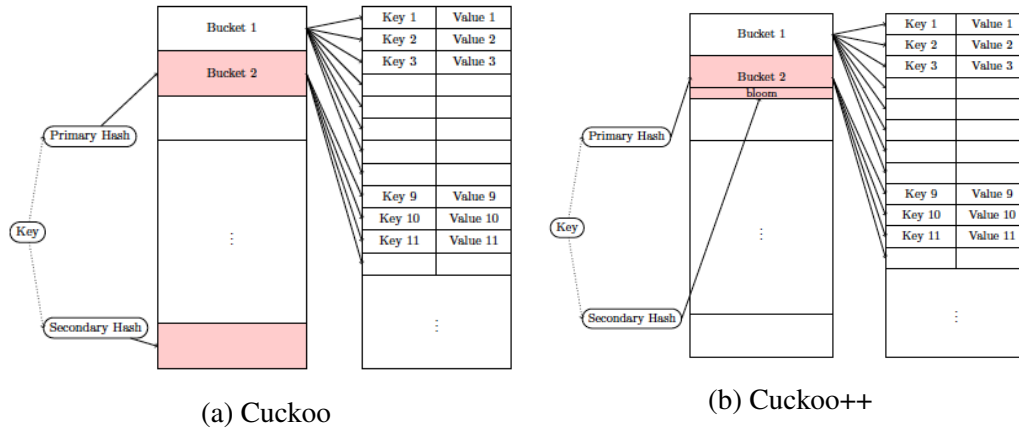 Bucket 1
Bucket 2
Primary Hash
Key
Secondary Hash
⋮
Key 1 Value 1
Key 2 Value 2
Key 3 Value 3
Key 9 Value 9
Key 10 Value 10
Key 11 Value 11
⋮
(a) Cuckoo
Bucket 1
Bucket 2
bloom
Primary Hash
Key
Secondary Hash
⋮
Key 1 Value 1
Key 2 Value 2
Key 3 Value 3
Key 9 Value 9
Key 10 Value 10
Key 11 Value 11
⋮
(b) Cuckoo++